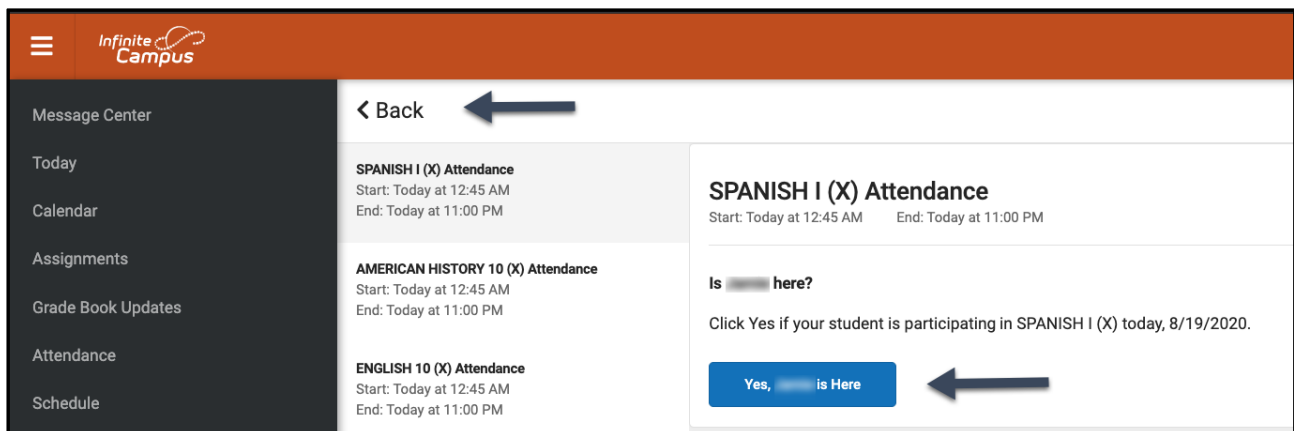 Infinite
Campus
Message Center
Today
Calendar
Assignments
Grade Book Updates
Attendance
Schedule
Back
SPANISH I (X) Attendance
Start: Today at 12:45 AM
End: Today at 11:00 PM
AMERICAN HISTORY 10 (X) Attendance
Start: Today at 12:45 AM
End: Today at 11:00 PM
ENGLISH 10 (X) Attendance
Start: Today at 12:45 AM
End: Today at 11:00 PM
SPANISH I (X) Attendance
Start: Today at 12:45 AM End: Today at 11:00 PM
Is here?
Click Yes if your student is participating in SPANISH I (X) today, 8/19/2020.
Yes, is Here